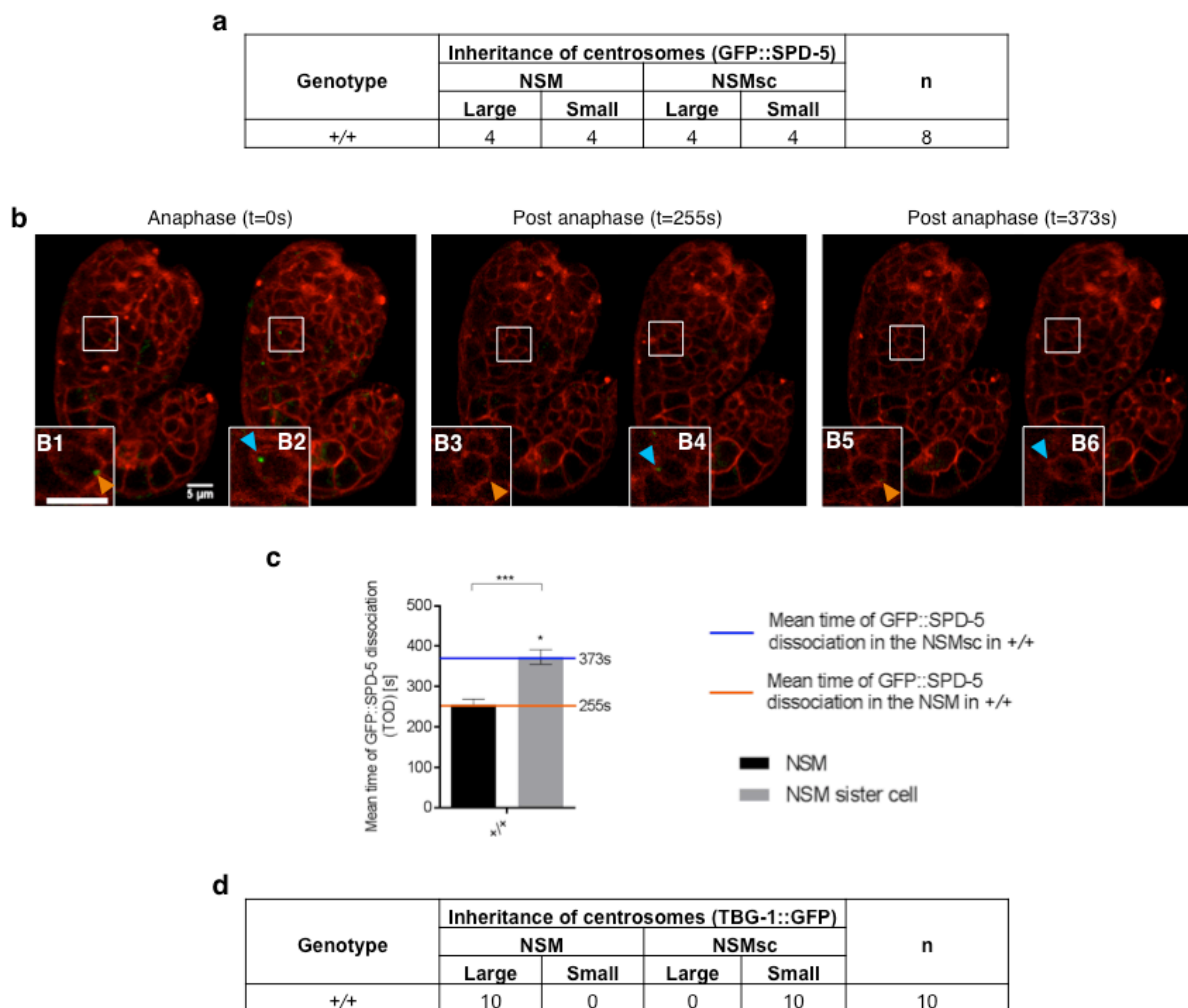 a
Inheritance of centrosomes (GFP::SPD-5)
Genotype NSM NSMsc n
Large Small Large Small
+/+ 4 4 4 4 8
b
Anaphase (t=0s) Post anaphase (t=255s) Post anaphase (t=373s)
B1 B2 B3 B4 B5 B6
5 µm
c
Mean time of GFP::SPD-5 dissociation
(TOD) [s]
***
500
*
400
373s
300
255s
200
100
0
+/+
Mean time of GFP::SPD-5
dissociation in the NSMsc in +/+
Mean time of GFP::SPD-5
dissociation in the NSM in +/+
NSM
NSM sister cell
d
Inheritance of centrosomes (TBG-1::GFP)
Genotype NSM NSMsc n
Large Small Large Small
+/+ 10 0 0 10 10